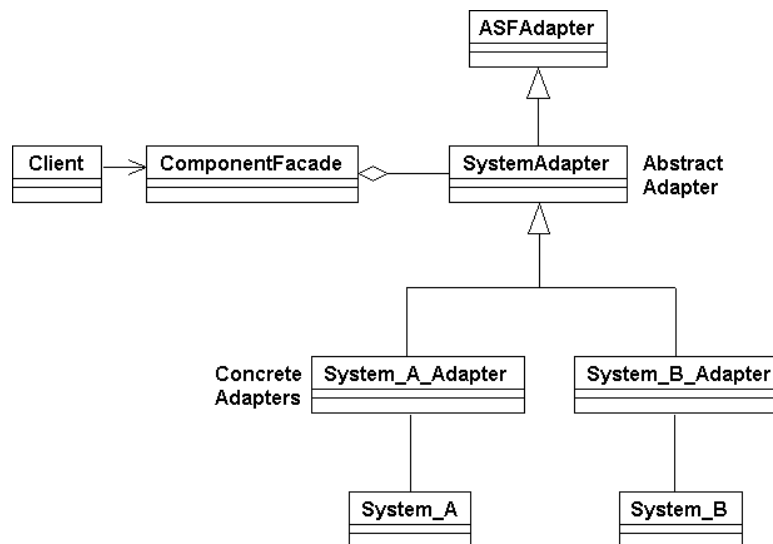 ASFAdapter
Client
ComponentFacade
SystemAdapter
Abstract
Adapter
Concrete
Adapters
System_A_Adapter
System_B_Adapter
System_A
System_B